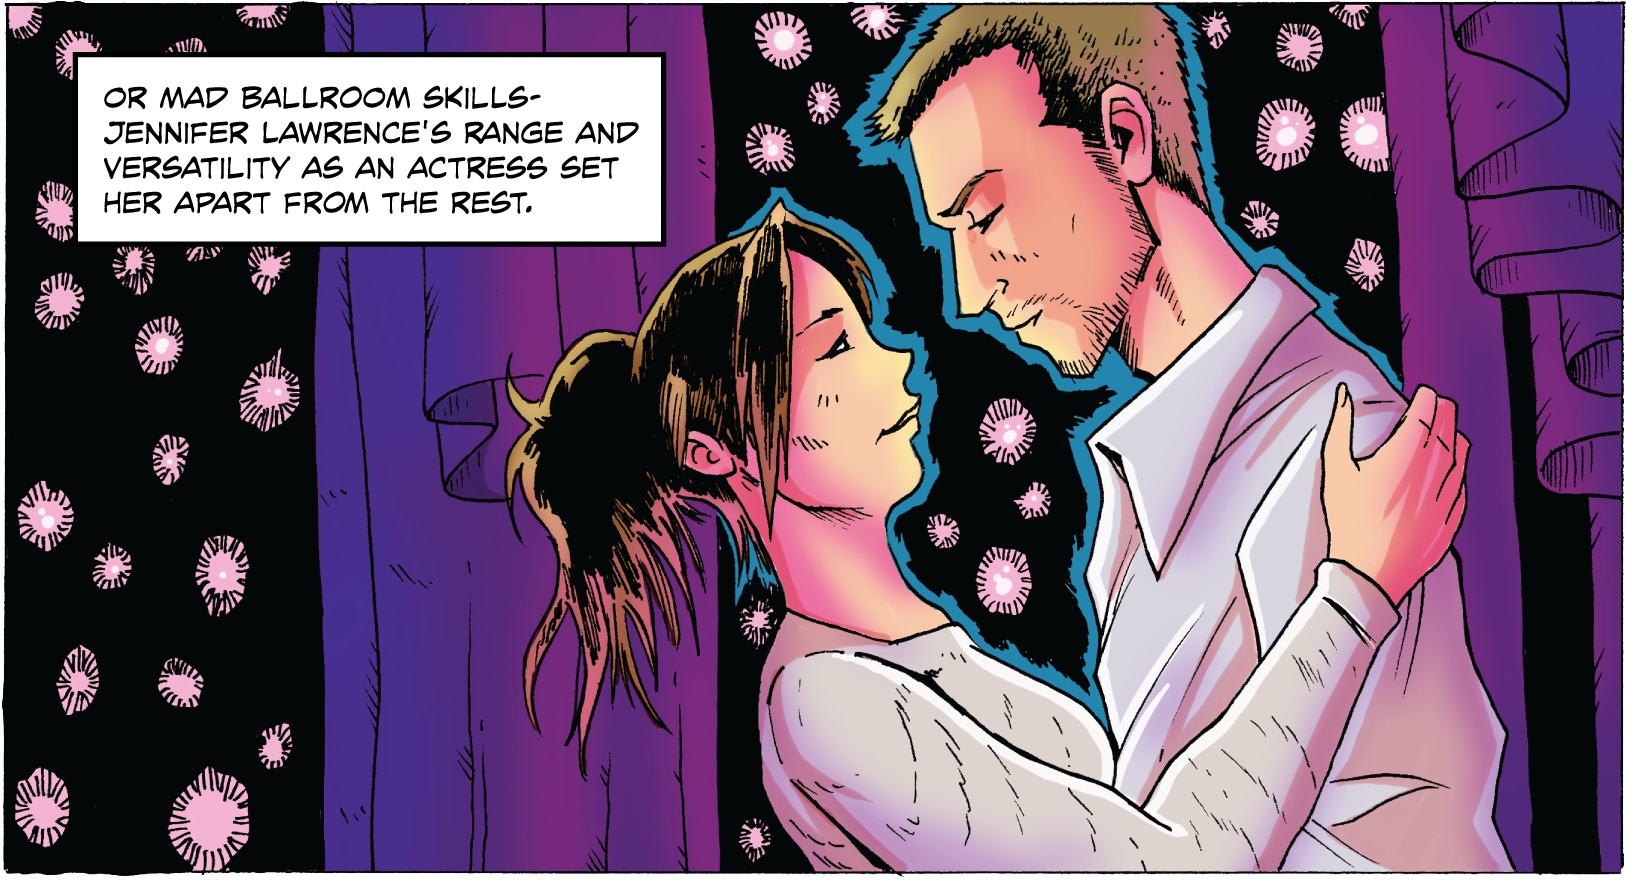 OR MAD BALLROOM SKILLS-
JENNIFER LAWRENCE'S RANGE AND
VERSATILITY AS AN ACTRESS SET
HER APART FROM THE REST.